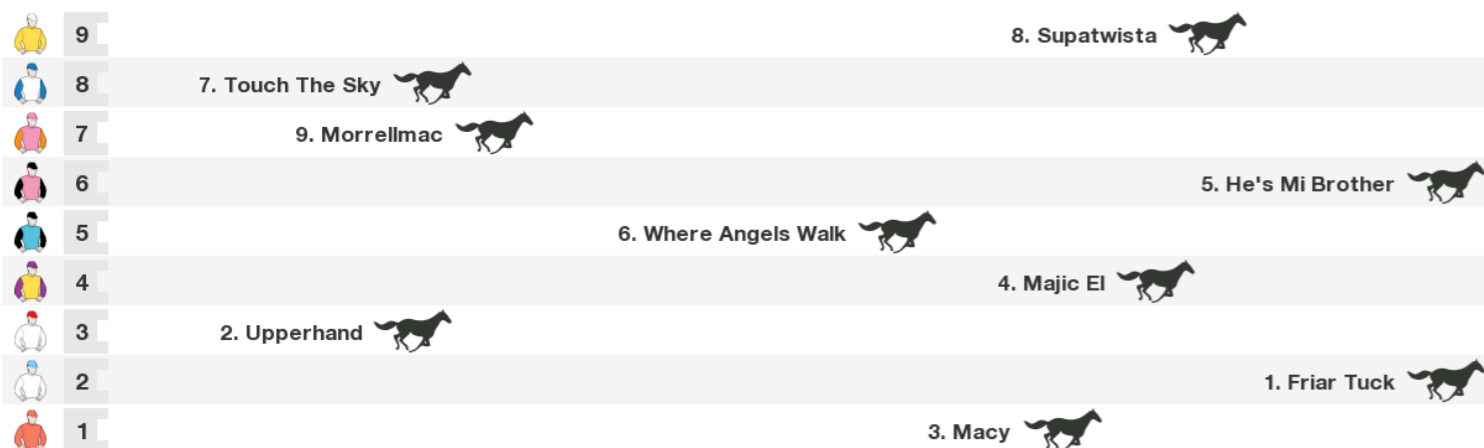 9 8. Supatwista
8 7. Touch The Sky
7 9. Morrellmac
6 5. He's Mi Brother
5 6. Where Angels Walk
4 4. Majic El
3 2. Upperhand
2 1. Friar Tuck
1 3. Macy